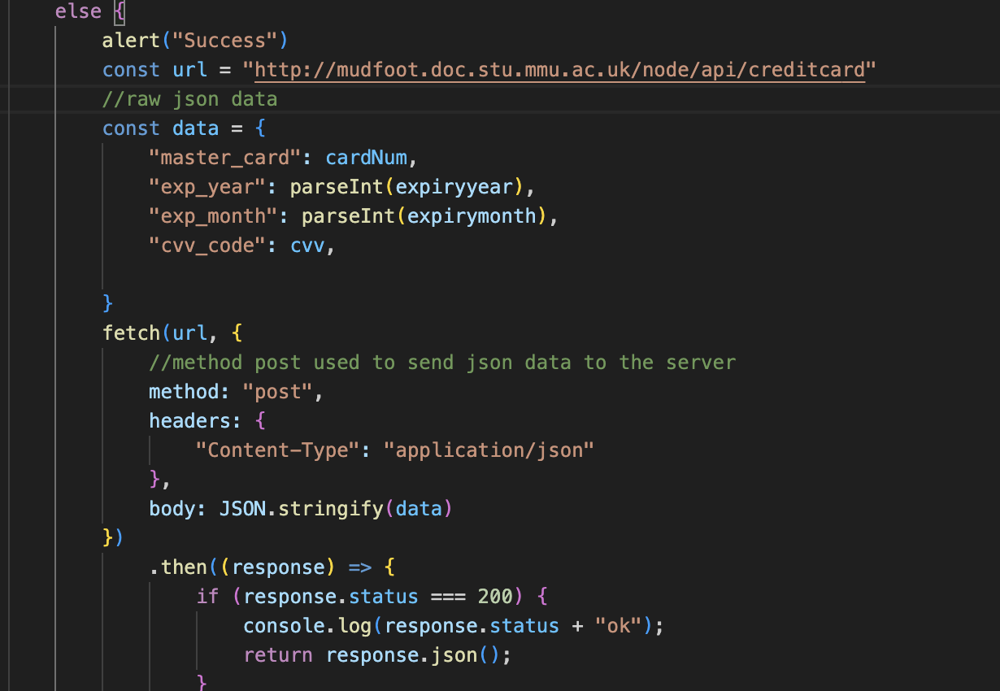 else {
alert("Success")
const url = "http://mudfoot.doc.stu.mmu.ac.uk/node/api/creditcard"
//raw json data
const data = {
"master_card": cardNum,
"exp_year": parseInt(expiryyear),
"exp_month": parseInt(expirymonth),
"cvv_code": cvv,
}
fetch(url, {
//method post used to send json data to the server
method: "post",
headers: {
"Content-Type": "application/json"
},
body: JSON.stringify(data)
})
.then((response) => {
if (response.status === 200) {
console.log(response.status + "ok");
return response.json();
}